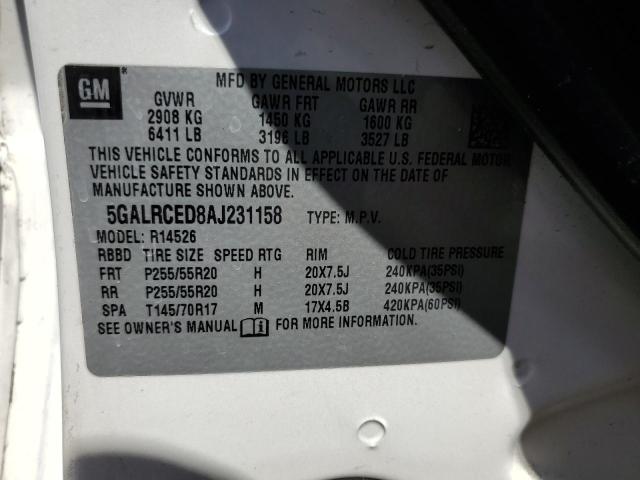 GM
MFD BY GENERAL MOTORS LLC
GVWR GAWR FRT GAWR RR
2908 KG 1450 KG 1600 KG
6411 LB 3196 LB 3527 LB
THIS VEHICLE CONFORMS TO ALL APPLICABLE U.S. FEDERAL MOTOR
VEHICLE SAFETY STANDARDS IN EFFECT ON THE DATE OF
MANUFACTURE SHOWN ABOVE.
5GALRCED8AJ231158 TYPE: M.P.V.
MODEL: R14526
RBBD TIRE SIZE SPEED RTG RIM COLD TIRE PRESSURE
FRT P255/55R20 H 20X7.5J 240KPA(35PSI)
RR P255/55R20 H 20X7.5J 240KPA(35PSI)
SPA T145/70R17 M 17X4.5B 420KPA(60PSI)
SEE OWNER'S MANUAL FOR MORE INFORMATION.